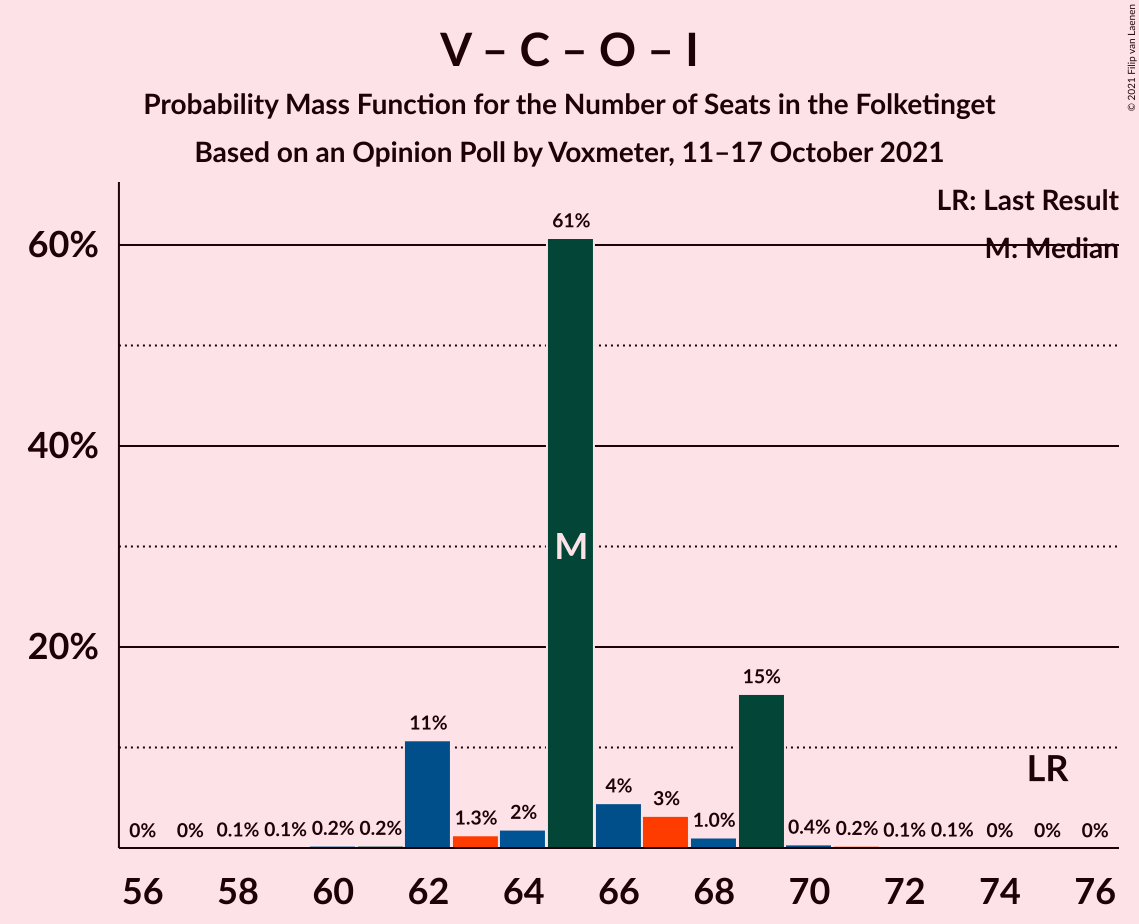 V – C – O – I
Probability Mass Function for the Number of Seats in the Folketinget
Based on an Opinion Poll by Voxmeter, 11–17 October 2021
© 2021 Filip van Laenen
LR: Last Result
M: Median
60%
40%
20%
61%
M
15%
11%
LR
0% 0% 0.1% 0.1% 0.2% 0.2% 1.3% 2% 4% 3% 1.0% 0.4% 0.2% 0.1% 0.1% 0% 0% 0%
56 58 60 62 64 66 68 70 72 74 76